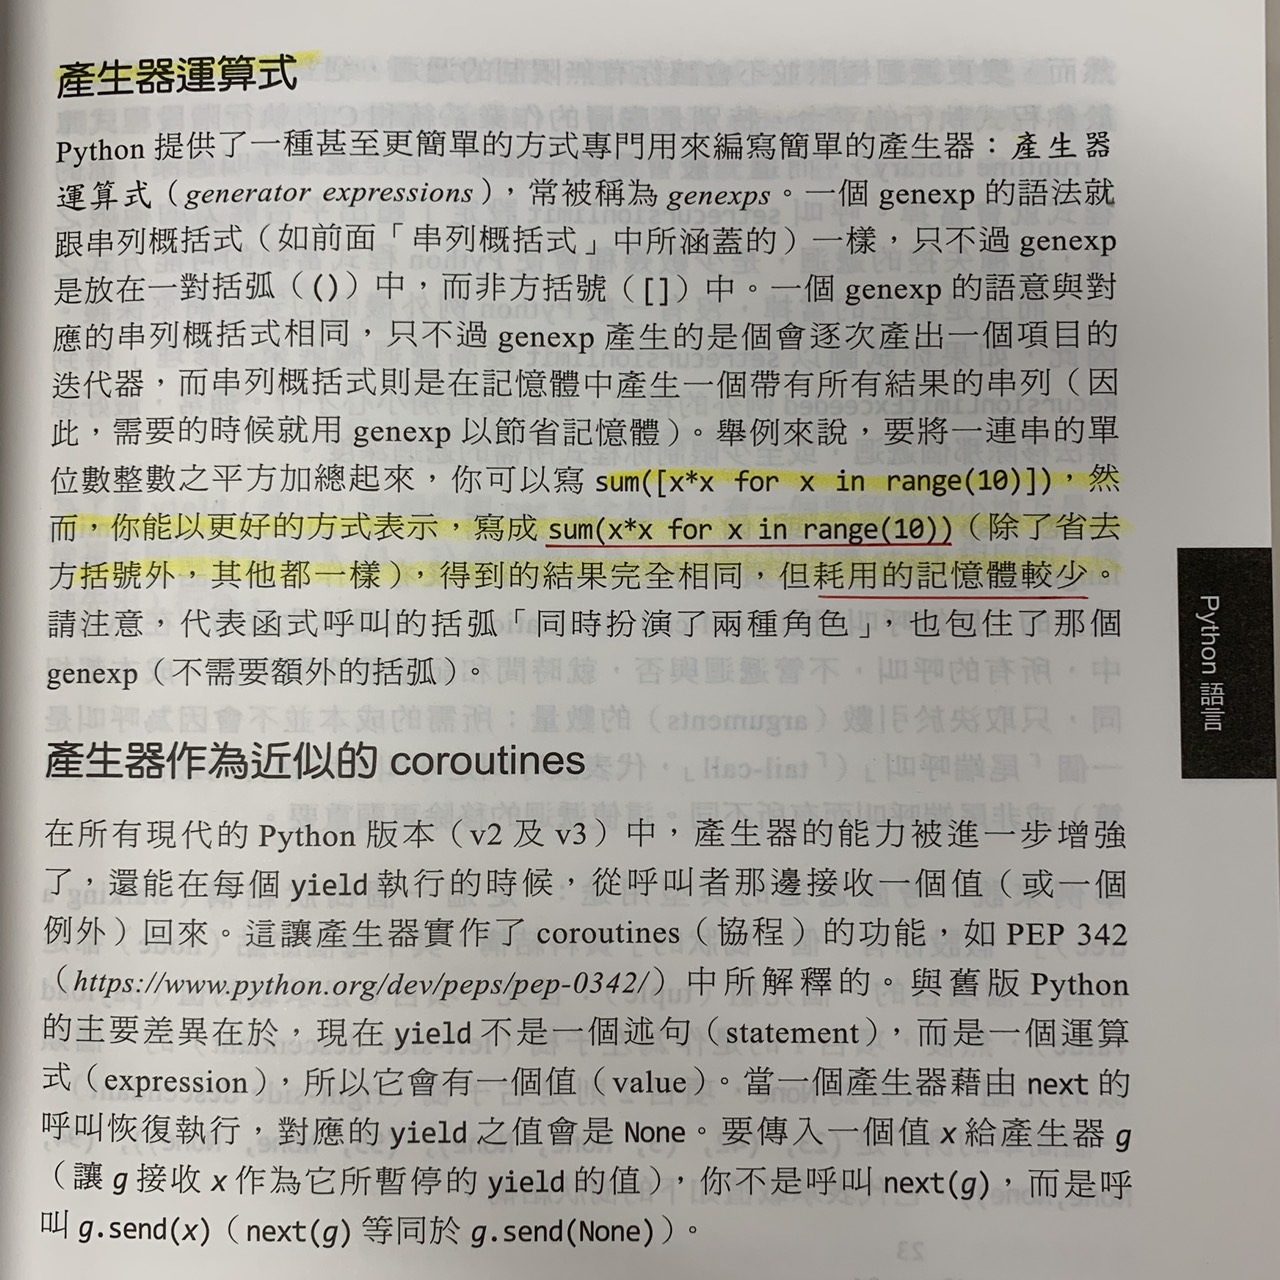 產生器運算式
Python 提供了一種甚至更簡單的方式專門用來編寫簡單的產生器：產生器
運算式（generator expressions），常被稱為 genexps。一個 genexp 的語法就
跟串列概括式（如前面「串列概括式」中所涵蓋的）一樣，只不過 genexp
是放在一對括弧（()）中，而非方括號（[]）中。一個 genexp 的語意與對
應的串列概括式相同，只不過 genexp 產生的是個會逐次產出一個項目的
迭代器，而串列概括式則是在記憶體中產生一個帶有所有結果的串列（因
此，需要的時候就用 genexp 以節省記憶體）。舉例來說，要將一連串的單
位數整數之平方加總起來，你可以寫 sum([x*x for x in range(10)])，然
而，你能以更好的方式表示，寫成 sum(x*x for x in range(10))（除了省去
方括號外，其他都一樣），得到的結果完全相同，但耗用的記憶體較少。
請注意，代表函式呼叫的括弧「同時扮演了兩種角色」，也包住了那個
genexp（不需要額外的括弧）。
產生器作為近似的 coroutines
在所有現代的 Python 版本（v2 及 v3）中，產生器的能力被進一步增強
了，還能在每個 yield 執行的時候，從呼叫者那邊接收一個值（或一個
例外）回來。這讓產生器實作了 coroutines（協程）的功能，如 PEP 342
（https://www.python.org/dev/peps/pep-0342/）中所解釋的。與舊版 Python
的主要差異在於，現在 yield 不是一個述句（statement），而是一個運算
式（expression），所以它會有一個值（value）。當一個產生器藉由 next 的
呼叫恢復執行，對應的 yield 之值會是 None。要傳入一個值 x 給產生器 g
（讓 g 接收 x 作為它所暫停的 yield 的值），你不是呼叫 next(g)，而是呼
叫 g.send(x)（next(g) 等同於 g.send(None)）。
Python 語言